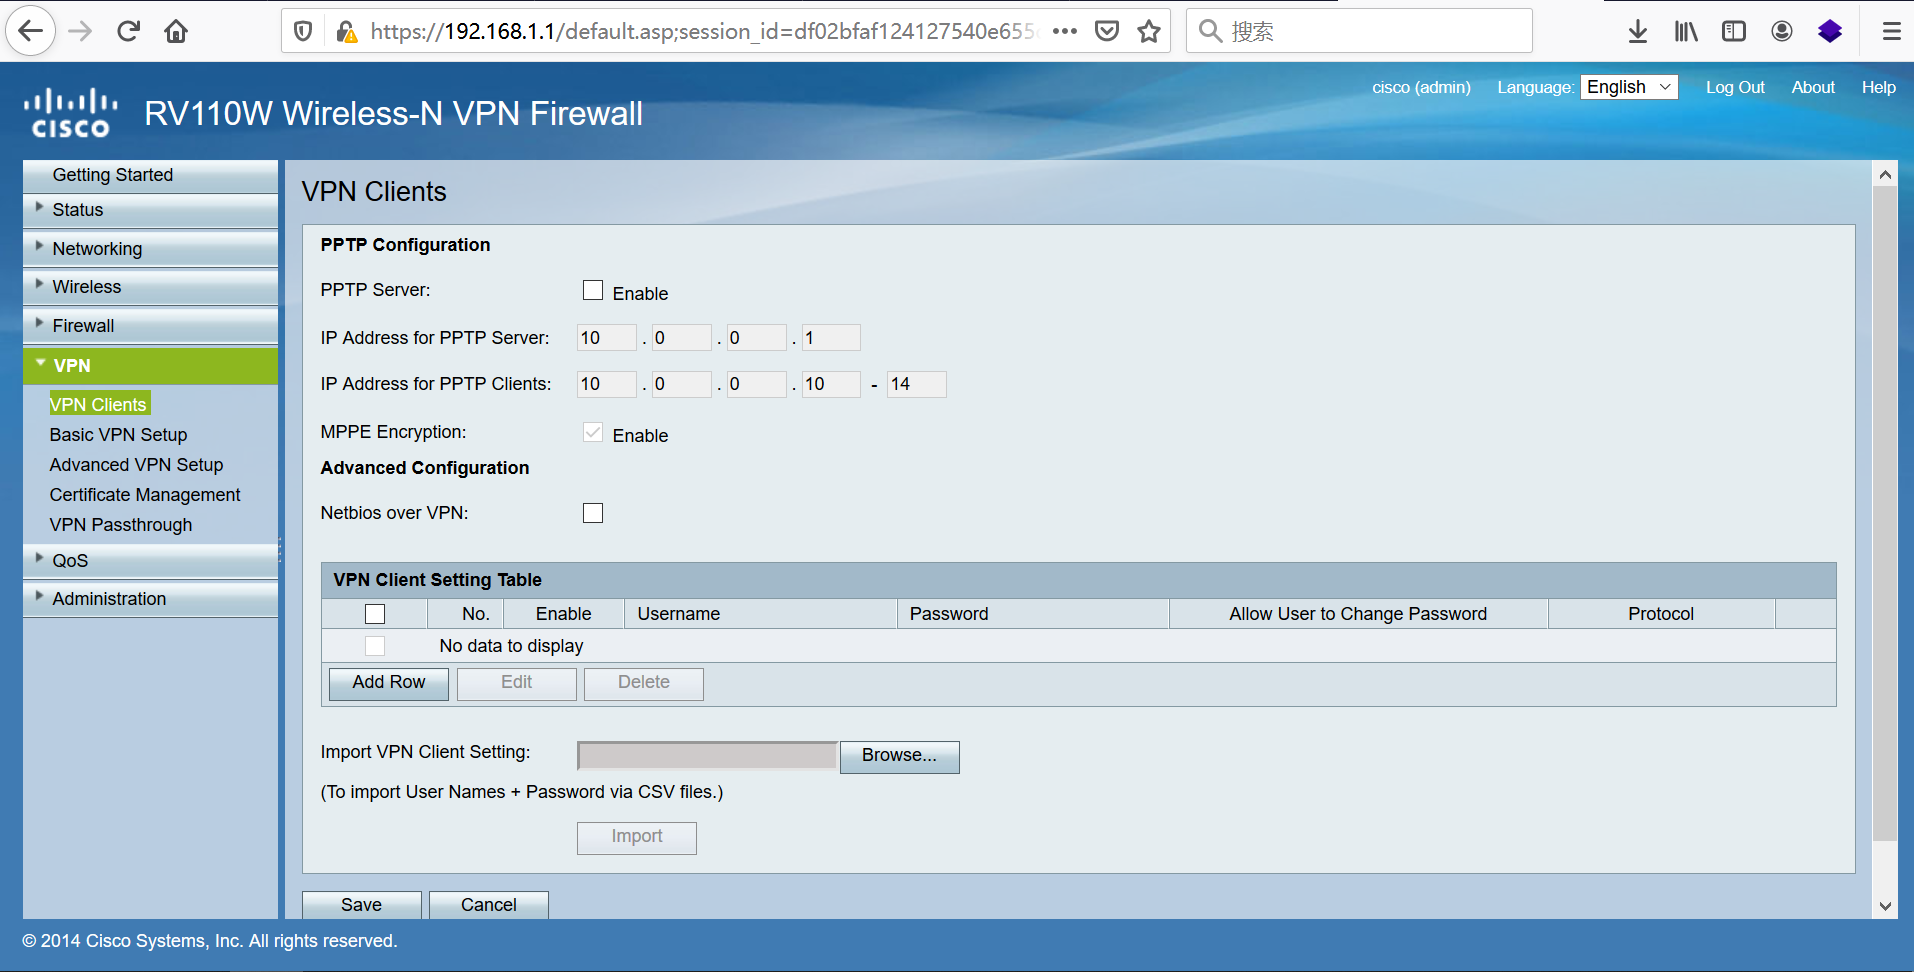 https://192.168.1.1/default.asp;session_id=df02bfaf124127540e655
搜索
cisco (admin) Language: English Log Out About Help
CISCO RV110W Wireless-N VPN Firewall
Getting Started
Status
Networking
Wireless
Firewall
VPN
VPN Clients
Basic VPN Setup
Advanced VPN Setup
Certificate Management
VPN Passthrough
QoS
Administration
VPN Clients
PPTP Configuration
PPTP Server: Enable
IP Address for PPTP Server: 10 . 0 . 0 . 1
IP Address for PPTP Clients: 10 . 0 . 0 . 10 - 14
MPPE Encryption: Enable
Advanced Configuration
Netbios over VPN:
VPN Client Setting Table
No. Enable Username Password Allow User to Change Password Protocol
No data to display
Add Row Edit Delete
Import VPN Client Setting: Browse...
(To import User Names + Password via CSV files.)
Import
Save Cancel
© 2014 Cisco Systems, Inc. All rights reserved.